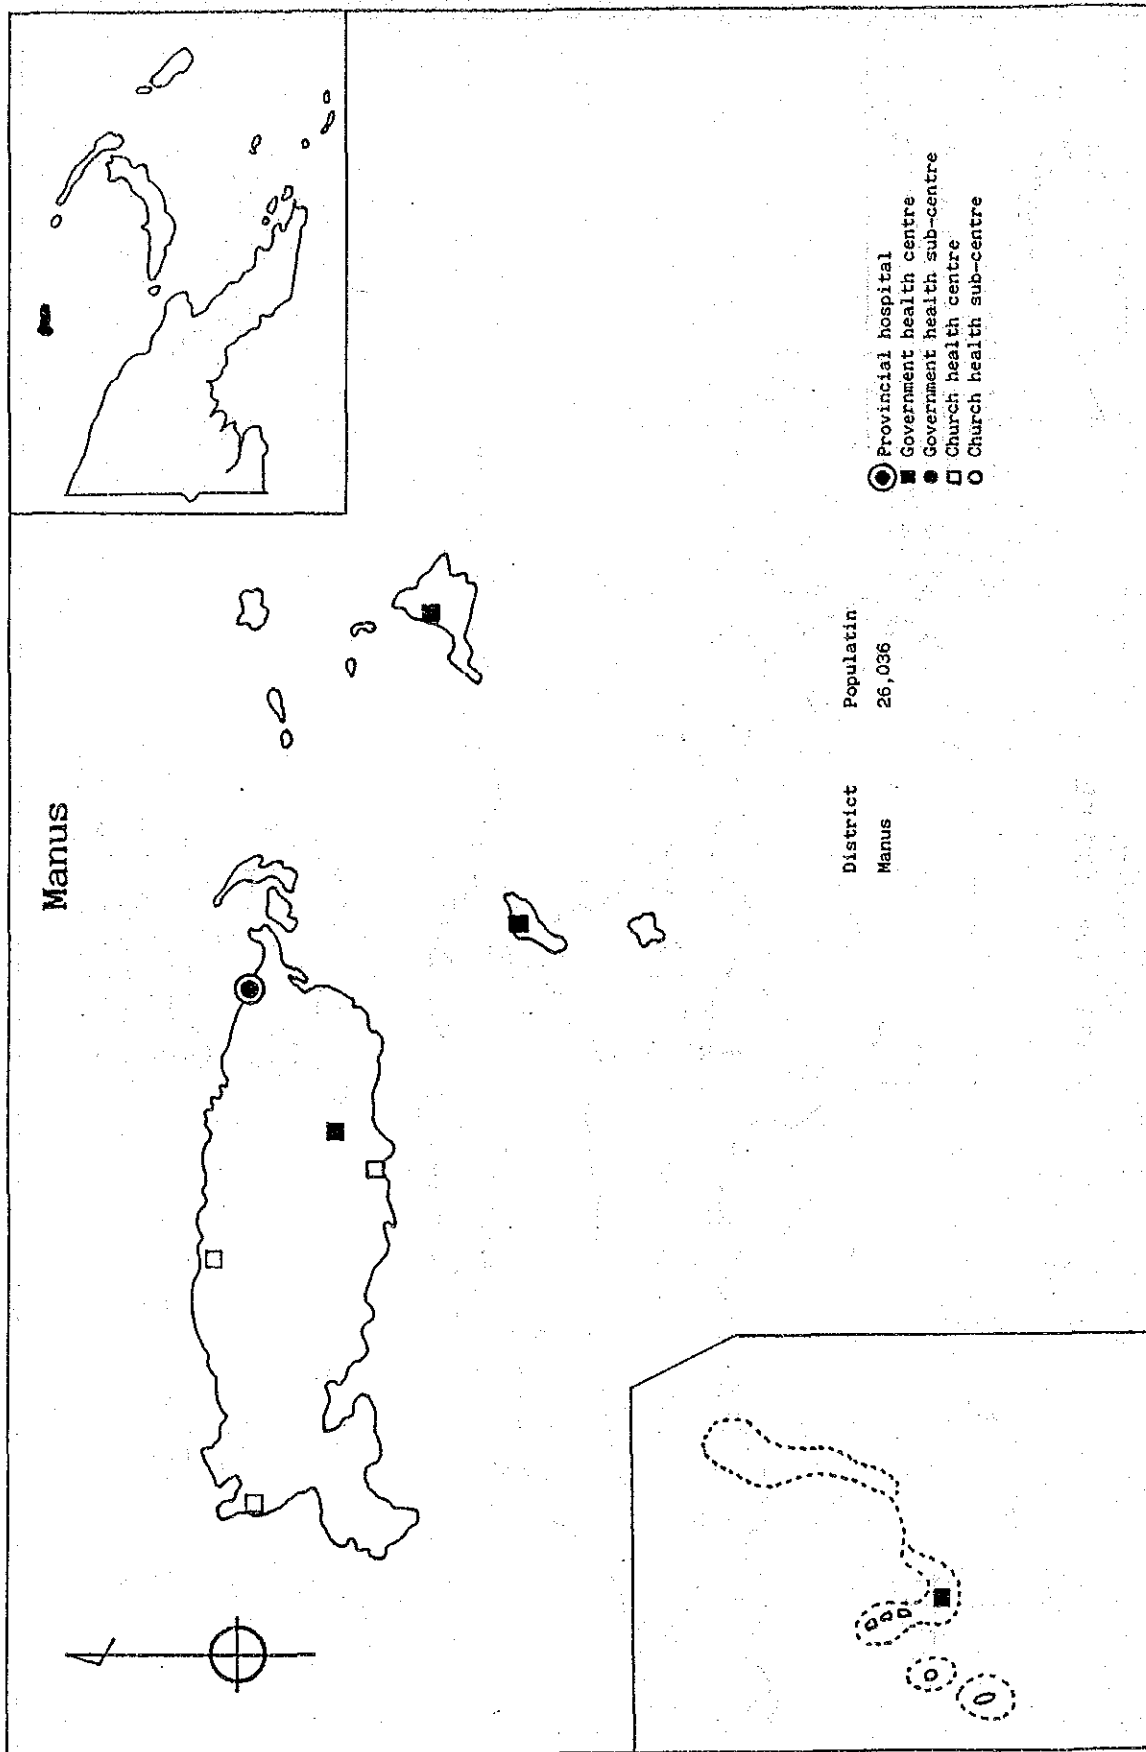 Manus
Provincial hospital
Government health centre
Government health sub-centre
Church health centre
Church health sub-centre
District Populatin
Manus 26,036